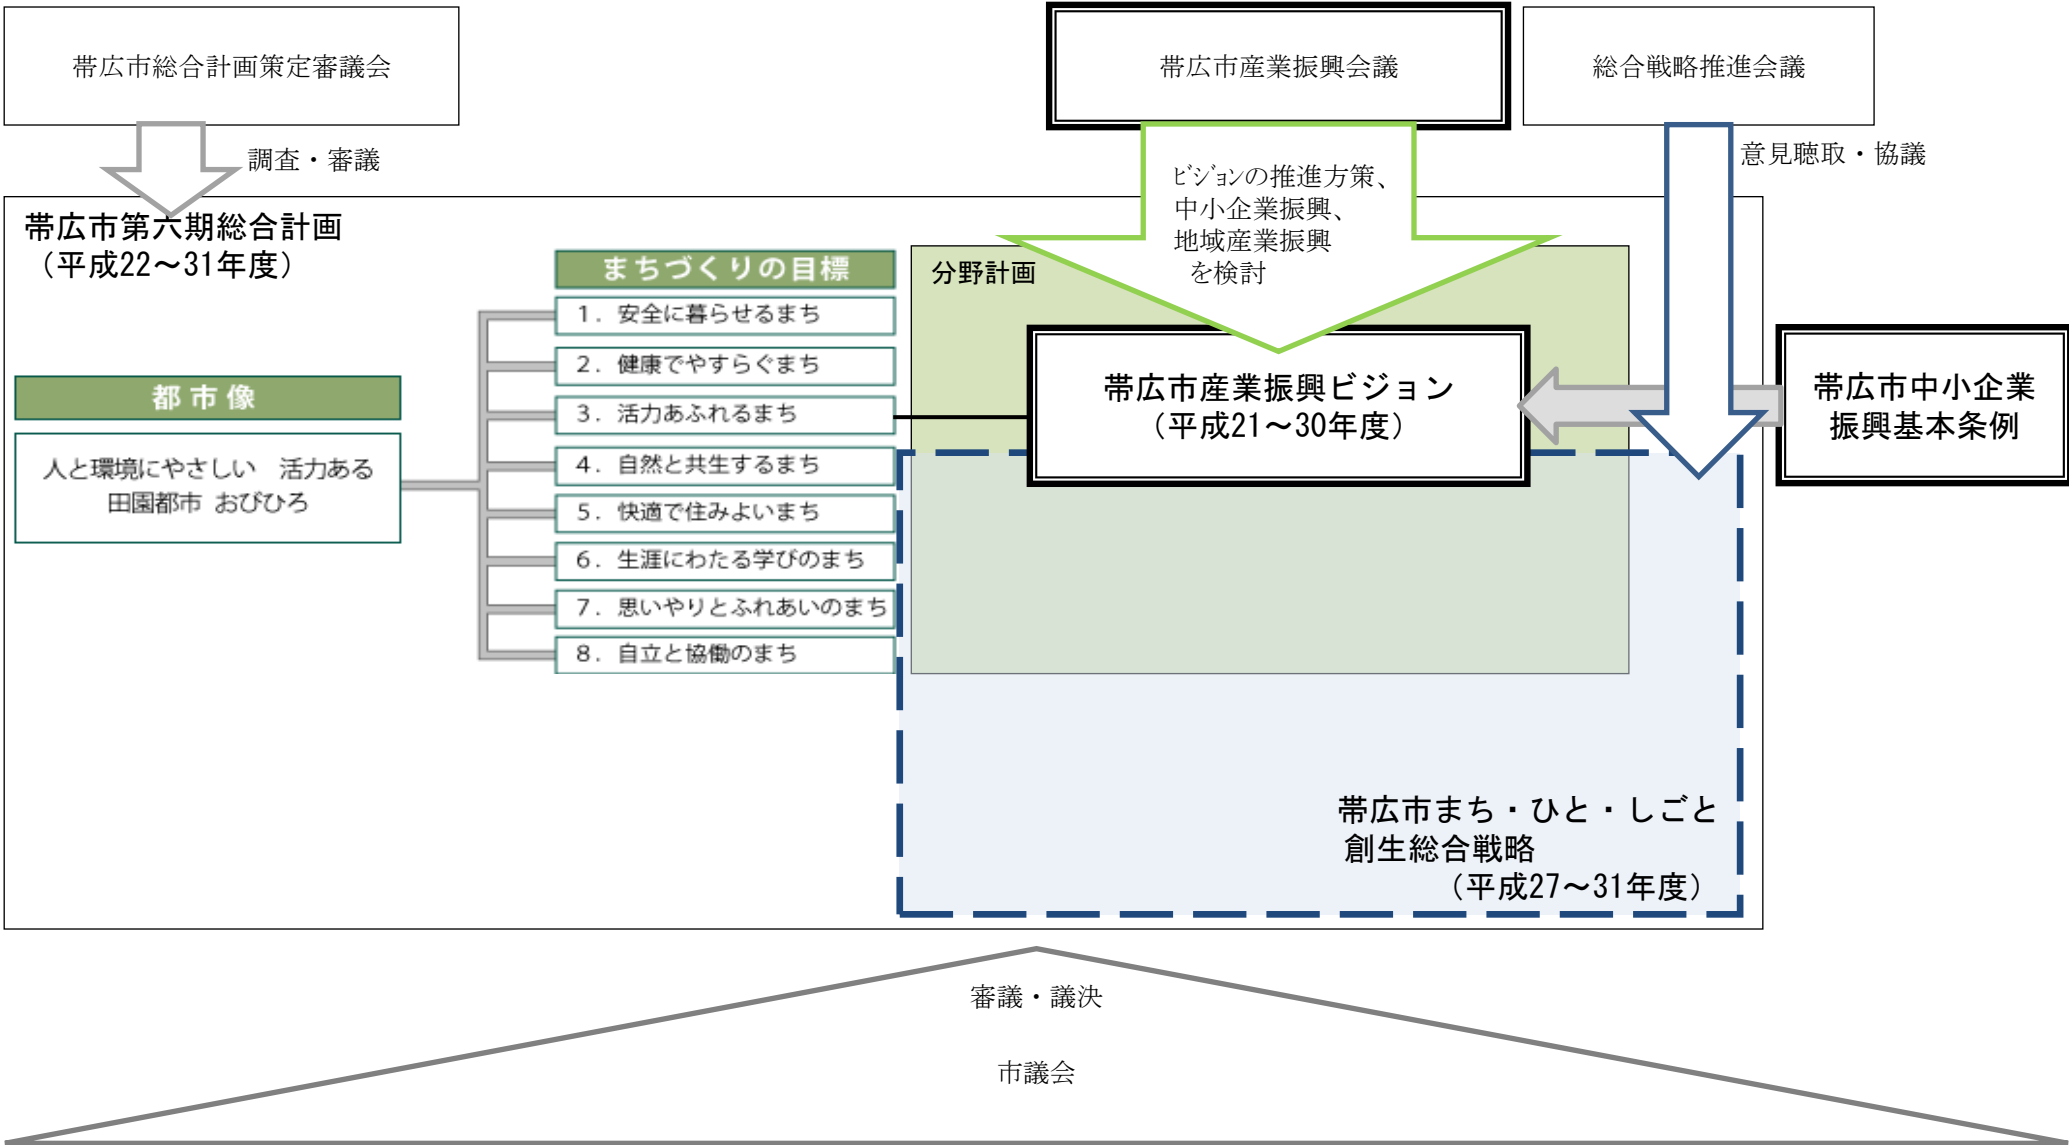 帯広市総合計画策定審議会
帯広市産業振興会議
総合戦略推進会議
調査・審議
ﾋﾞｼﾞｮﾝの推進方策、
中小企業振興、
地域産業振興
を検討
意見聴取・協議
帯広市第六期総合計画
（平成22～31年度）
まちづくりの目標
1．安全に暮らせるまち
2．健康でやすらぐまち
3．活力あふれるまち
4．自然と共生するまち
5．快適で住みよいまち
6．生涯にわたる学びのまち
7．思いやりとふれあいのまち
8．自立と協働のまち
都市像
人と環境にやさしい　活力ある
田園都市 おびひろ
分野計画
帯広市産業振興ビジョン
（平成21～30年度）
帯広市中小企業
振興基本条例
帯広市まち・ひと・しごと
創生総合戦略
（平成27～31年度）
審議・議決
市議会